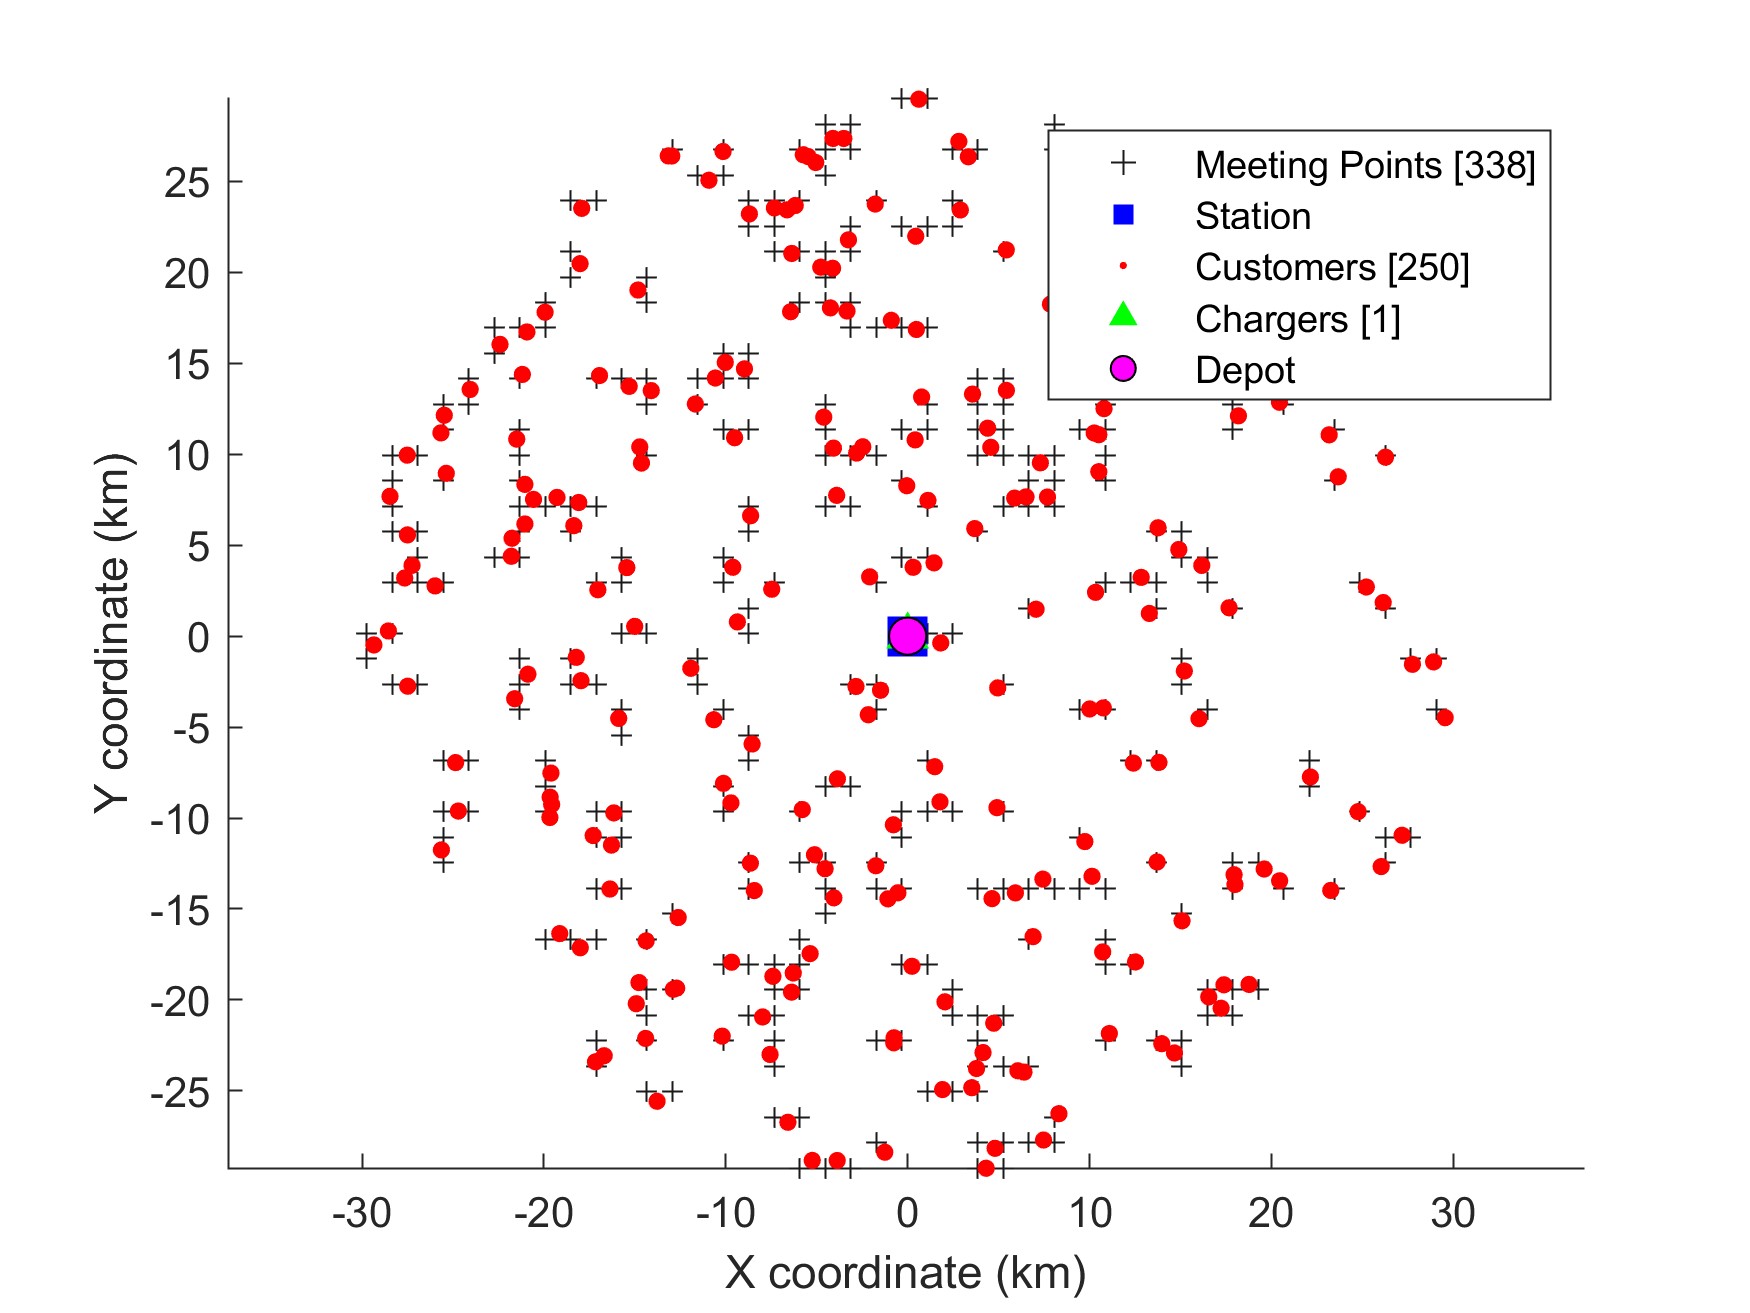 Meeting Points [338]
Station
Customers [250]
Chargers [1]
Depot
25
20
15
10
5
0
-5
-10
-15
-20
-25
Y coordinate (km)
-30 -20 -10 0 10 20 30
X coordinate (km)